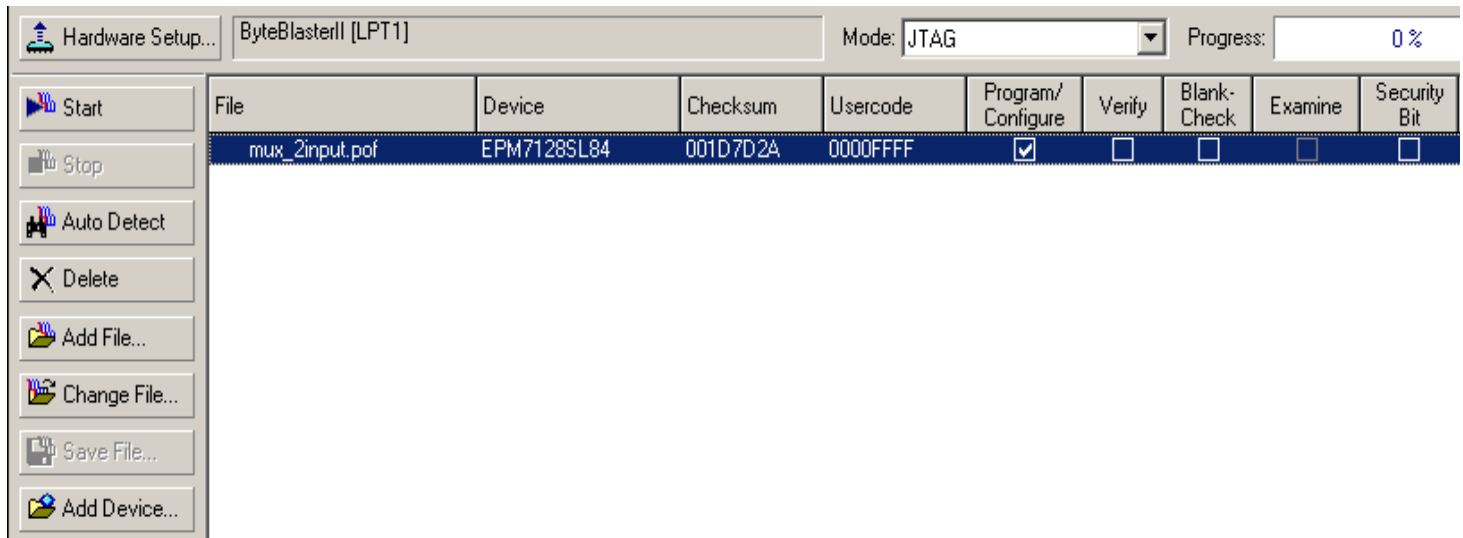 Hardware Setup... ByteBlasterII [LPT1] Mode: JTAG Progress: 0 %
Start
Stop
Auto Detect
Delete
Add File...
Change File...
Save File...
Add Device...
File Device Checksum Usercode Program/ Configure Verify Blank- Check Examine Security Bit
mux_2input.pof EPM7128SL84 001D7D2A 0000FFFF